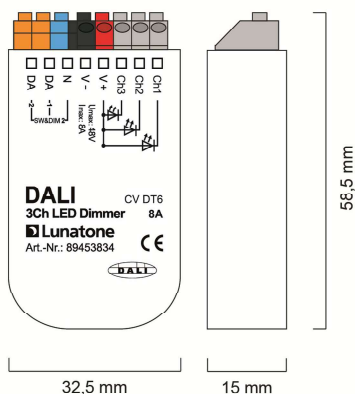 DA
DA
N
V -
V +
Ch3
Ch2
Ch1
-2-
-1-
SW&DIM 2
Umax: 48V
Imax: 8A
DALI CV DT6
3Ch LED Dimmer 8A
Lunatone
Art.-Nr.: 89453834 CE
DALI
58,5 mm
32,5 mm
15 mm